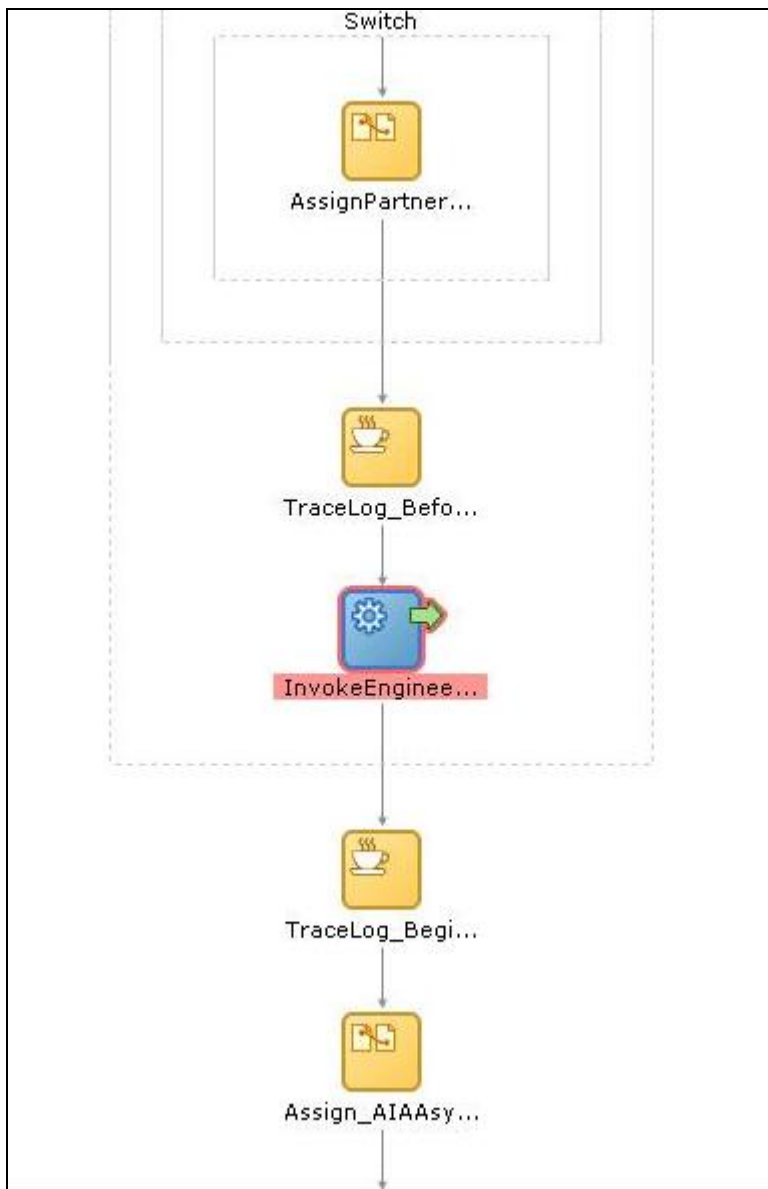 Switch
AssignPartner...
TraceLog_Befo...
InvokeEnginee...
TraceLog_Begi...
Assign_AIAAsy...